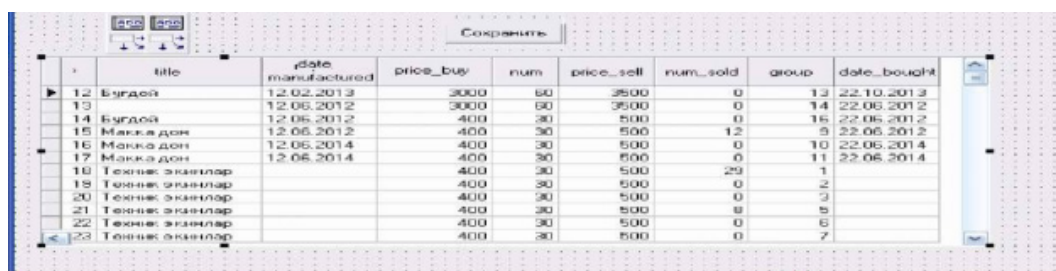 Сохранить
title date manufactured price_buy num price_sell num_sold group date_bought
12 Бугдой 12.02.2013 3000 60 3500 0 13 22.10.2013
13 12.06.2012 3000 60 3500 0 14 22.06.2012
14 Бугдой 12.06.2012 400 30 500 0 16 22.06.2012
15 Макка дон 12.06.2012 400 30 500 12 9 22.06.2012
16 Макка дон 12.06.2014 400 30 500 0 10 22.06.2014
17 Макка дон 12.06.2014 400 30 500 0 11 22.06.2014
18 Техник экинлар 400 30 500 29 1
19 Техник экинлар 400 30 500 0 2
20 Техник экинлар 400 30 500 0 3
21 Техник экинлар 400 30 500 8 5
22 Техник экинлар 400 30 500 0 6
23 Техник экинлар 400 30 500 0 7